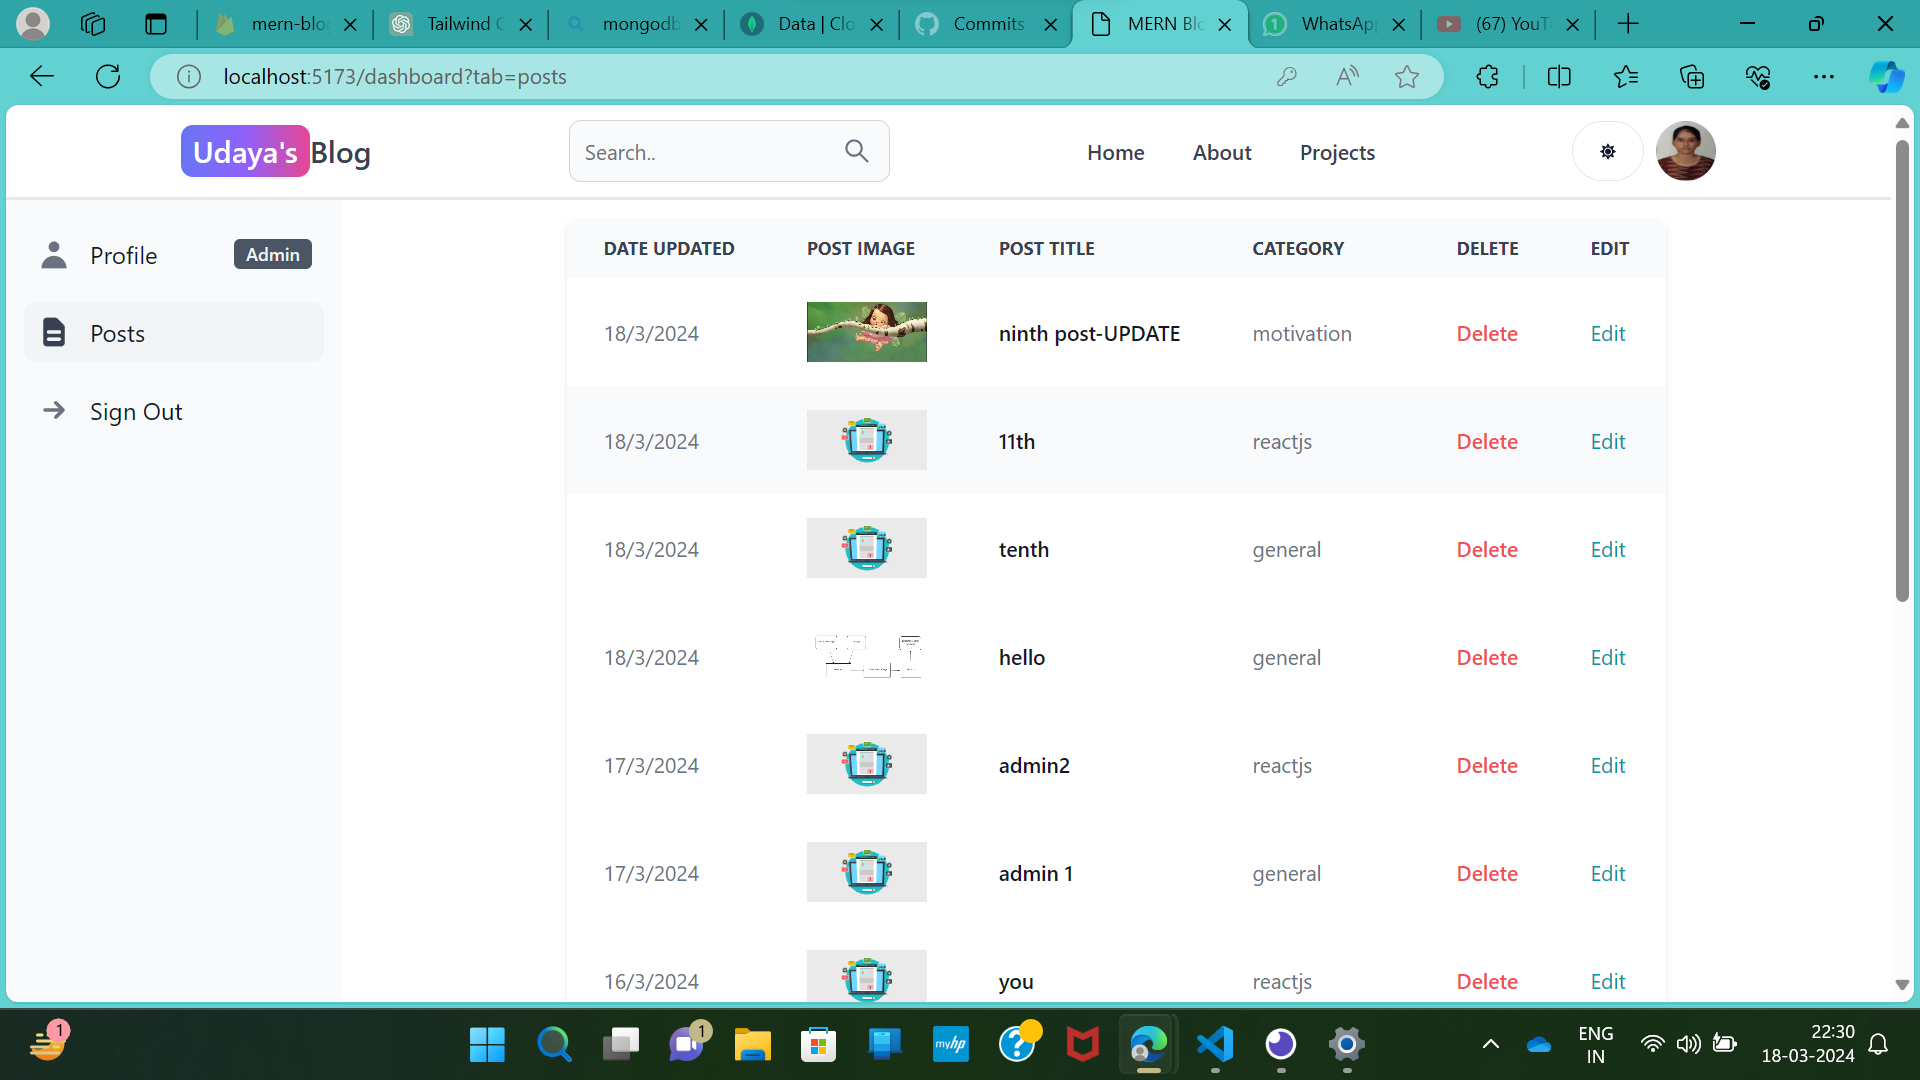 mern-blo
Tailwind C
mongodb
Data | Clo
Commits
MERN Blo
WhatsApp
(67) YouT
localhost:5173/dashboard?tab=posts
Udaya's Blog
Search..
Home
About
Projects
Profile
Admin
Posts
Sign Out
DATE UPDATED POST IMAGE POST TITLE CATEGORY DELETE EDIT
18/3/2024 ninth post-UPDATE motivation Delete Edit
18/3/2024 11th reactjs Delete Edit
18/3/2024 tenth general Delete Edit
18/3/2024 hello general Delete Edit
17/3/2024 admin2 reactjs Delete Edit
17/3/2024 admin 1 general Delete Edit
16/3/2024 you reactjs Delete Edit
1
1
myhp
ENG
IN
22:30
18-03-2024